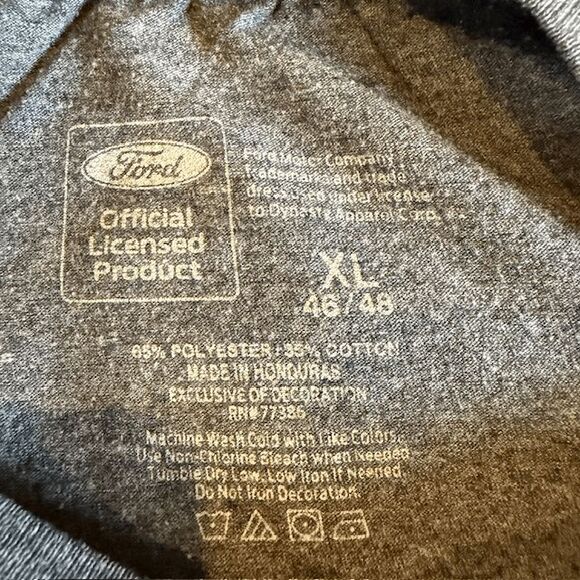 Ford
Official
Licensed
Product
Ford Motor Company
Trademarks and trade
dress used under license
to Dynasty Apparel Corp.
XL
46/48
65% POLYESTER / 35% COTTON
MADE IN HONDURAS
EXCLUSIVE OF DECORATION
RN# 77386
Machine Wash Cold with Like Colors.
Use Non-Chlorine Bleach when Needed.
Tumble Dry Low. Low Iron if Needed.
Do Not Iron Decoration.